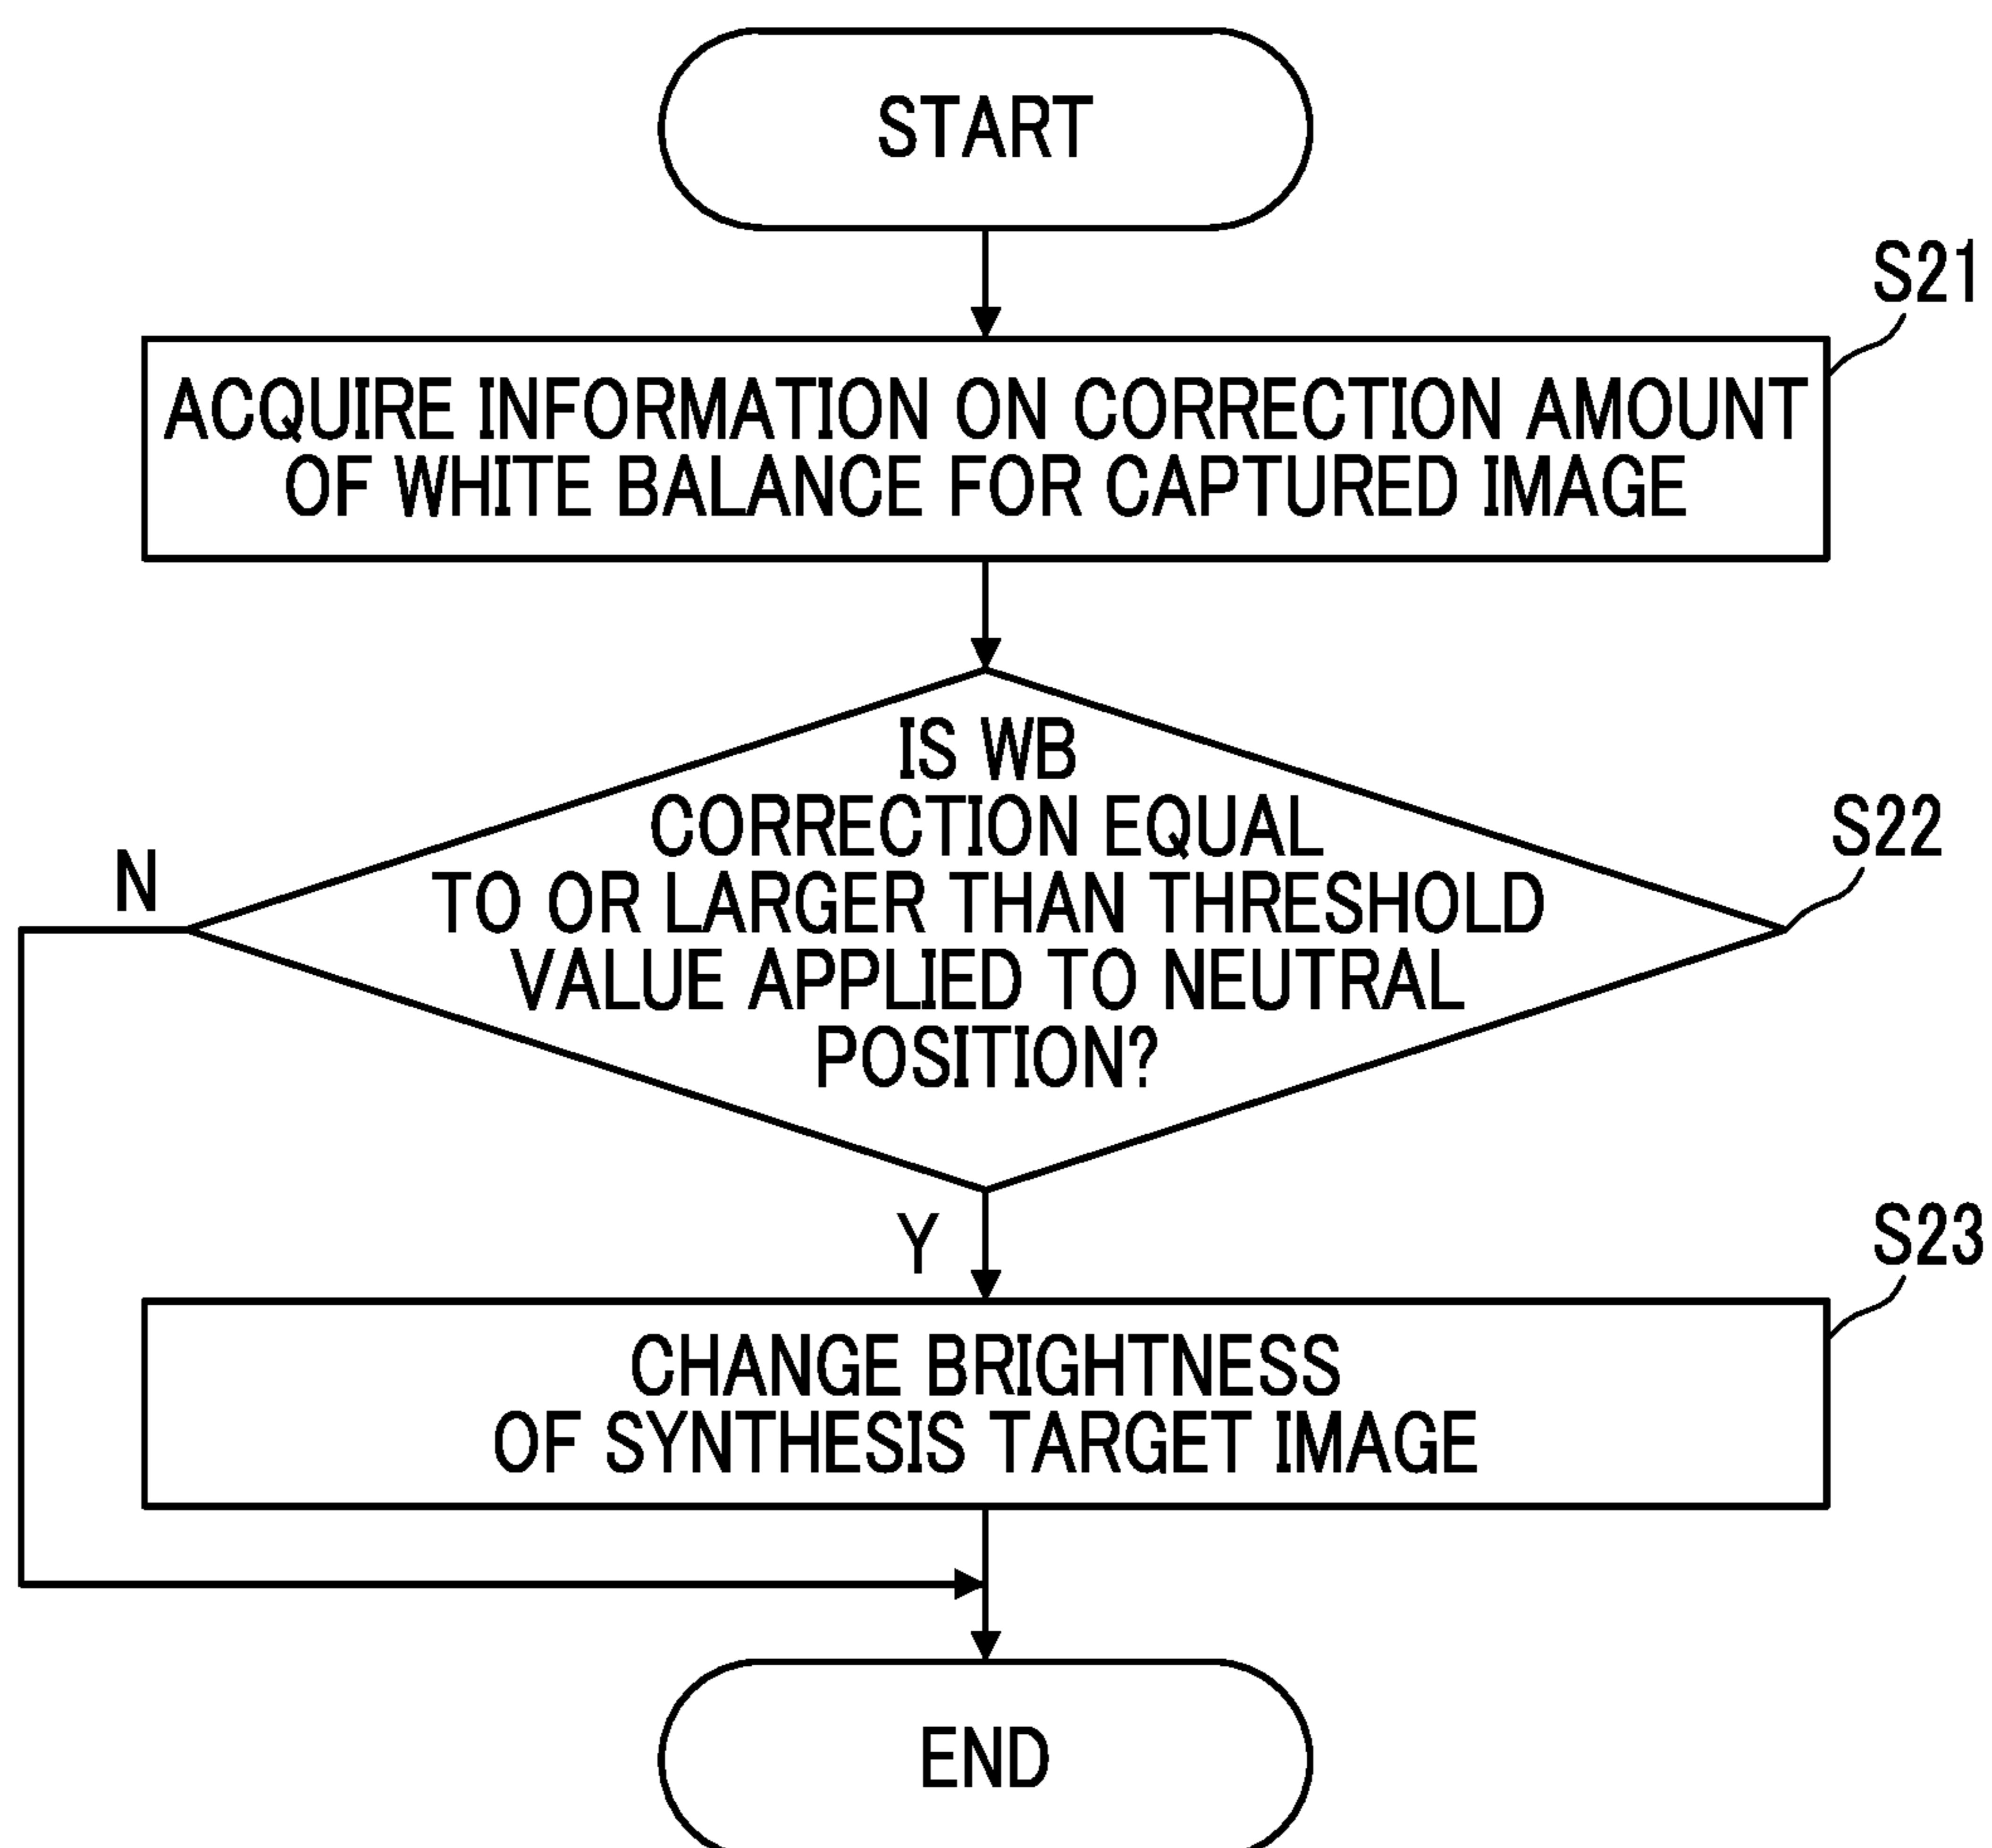 START
S21
ACQUIRE INFORMATION ON CORRECTION AMOUNT
OF WHITE BALANCE FOR CAPTURED IMAGE
IS WB
CORRECTION EQUAL
TO OR LARGER THAN THRESHOLD
VALUE APPLIED TO NEUTRAL
POSITION?
S22
N
Y
S23
CHANGE BRIGHTNESS
OF SYNTHESIS TARGET IMAGE
END